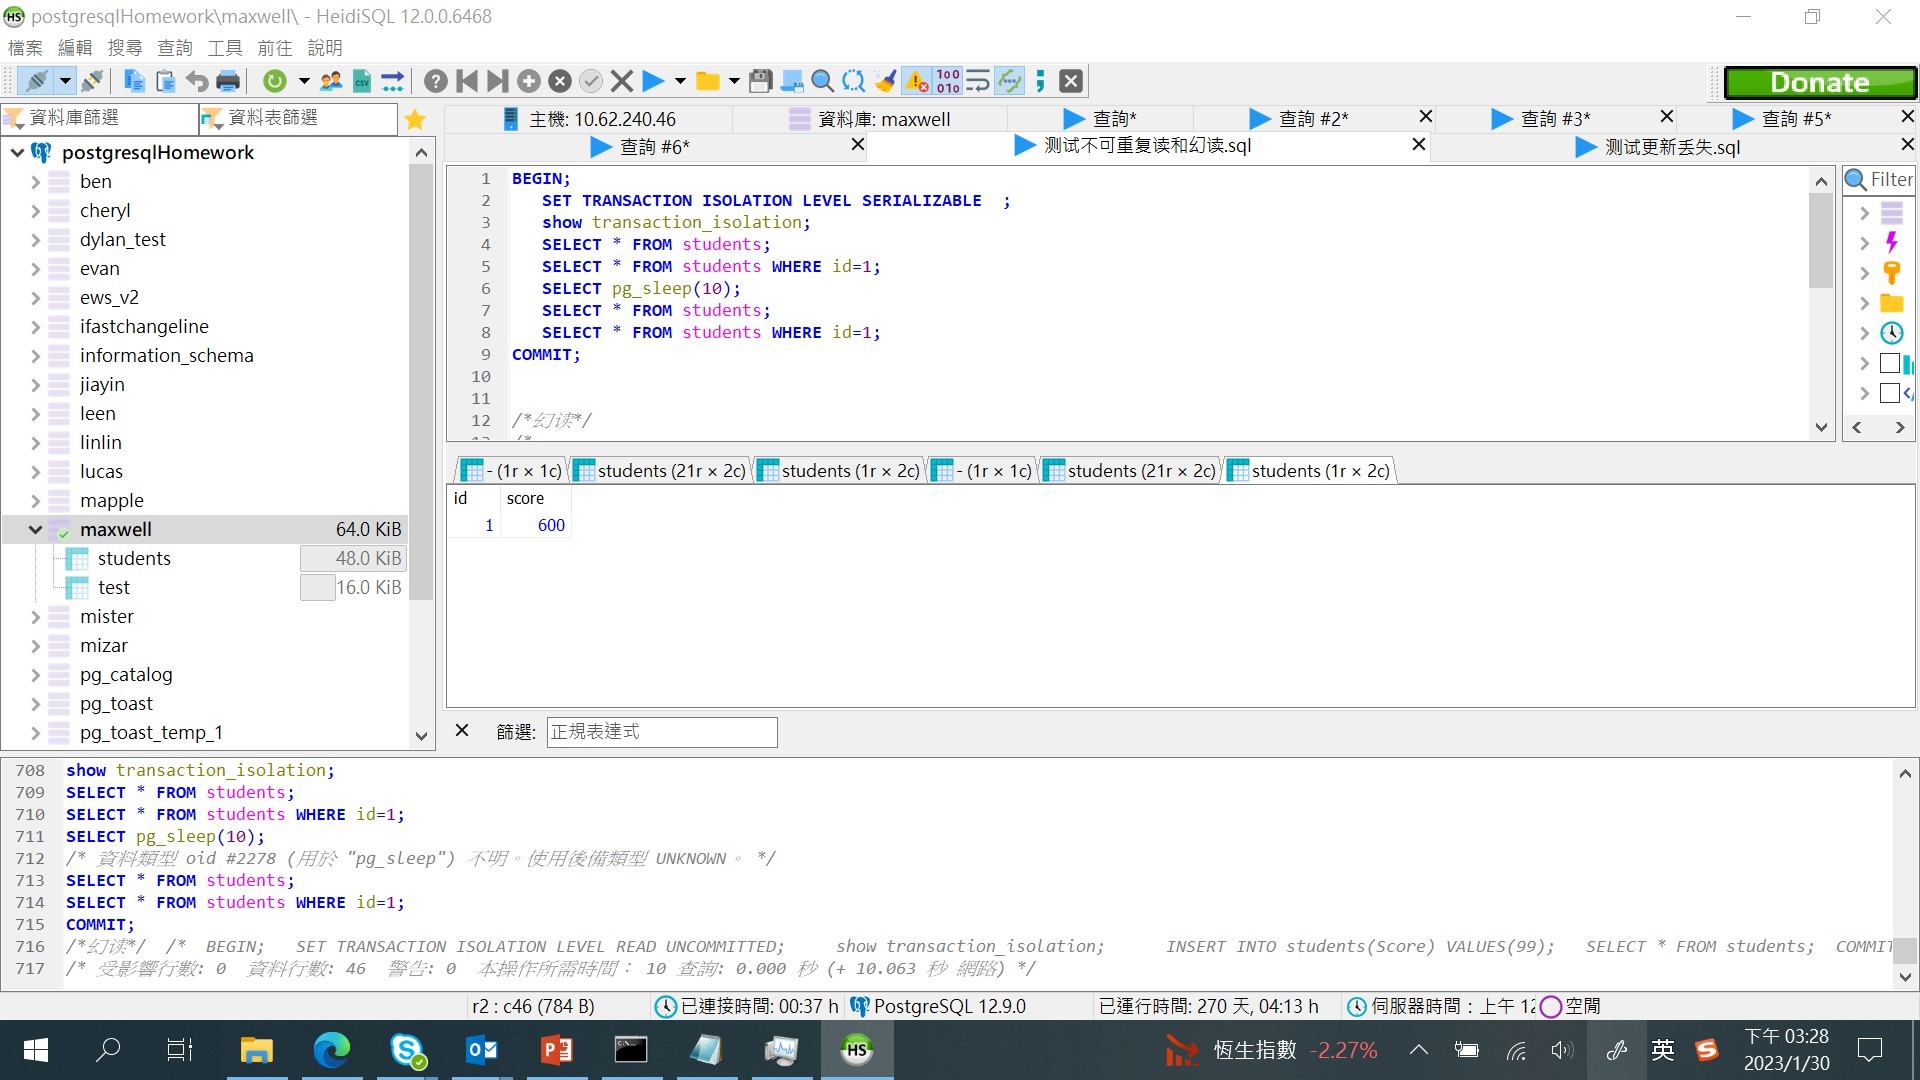 postgresqlHomework\maxwell\ - HeidiSQL 12.0.0.6468
檔案 編輯 搜尋 查詢 工具 前往 說明
Donate
資料庫篩選 資料表篩選
主機: 10.62.240.46 資料庫: maxwell 查詢* 查詢 #2* 查詢 #3* 查詢 #5*
查詢 #6* 测试不可重复读和幻读.sql 测试更新丢失.sql
postgresqlHomework
ben
cheryl
dylan_test
evan
ews_v2
ifastchangeline
information_schema
jiayin
leen
linlin
lucas
mapple
maxwell 64.0 KiB
students 48.0 KiB
test 16.0 KiB
mister
mizar
pg_catalog
pg_toast
pg_toast_temp_1
1 BEGIN;
2 SET TRANSACTION ISOLATION LEVEL SERIALIZABLE ;
3 show transaction_isolation;
4 SELECT * FROM students;
5 SELECT * FROM students WHERE id=1;
6 SELECT pg_sleep(10);
7 SELECT * FROM students;
8 SELECT * FROM students WHERE id=1;
9 COMMIT;
10
11
12 /*幻读*/
Filter
- (1r × 1c) students (21r × 2c) students (1r × 2c) - (1r × 1c) students (21r × 2c) students (1r × 2c)
id score
1 600
篩選: 正規表達式
708 show transaction_isolation;
709 SELECT * FROM students;
710 SELECT * FROM students WHERE id=1;
711 SELECT pg_sleep(10);
712 /* 資料類型 oid #2278 (用於 "pg_sleep") 不明。使用後備類型 UNKNOWN。 */
713 SELECT * FROM students;
714 SELECT * FROM students WHERE id=1;
715 COMMIT;
716 /*幻读*/ /* BEGIN; SET TRANSACTION ISOLATION LEVEL READ UNCOMMITTED; show transaction_isolation; INSERT INTO students(Score) VALUES(99); SELECT * FROM students; COMMIT
717 /* 受影響行數: 0 資料行數: 46 警告: 0 本操作所需時間： 10 查詢: 0.000 秒 (+ 10.063 秒 網路) */
r2 : c46 (784 B) 已連接時間: 00:37 h PostgreSQL 12.9.0 已運行時間: 270 天, 04:13 h 伺服器時間：上午 12 空閒
恆生指數 -2.27% 英 下午 03:28
2023/1/30